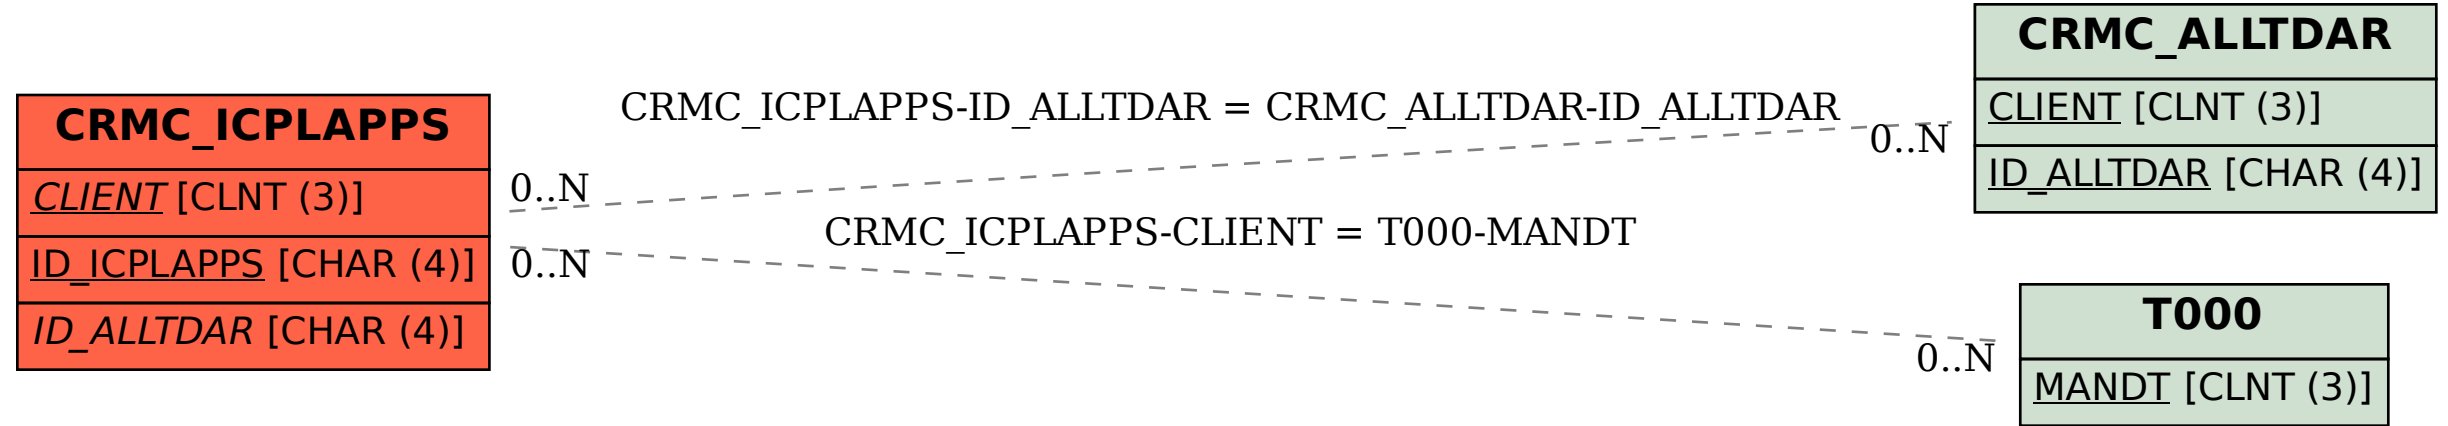 CRMC_ICPLAPPS
CLIENT [CLNT (3)]
ID_ICPLAPPS [CHAR (4)]
ID_ALLTDAR [CHAR (4)]
CRMC_ICPLAPPS-ID_ALLTDAR = CRMC_ALLTDAR-ID_ALLTDAR
0..N
0..N
CRMC_ICPLAPPS-CLIENT = T000-MANDT
0..N
0..N
CRMC_ALLTDAR
CLIENT [CLNT (3)]
ID_ALLTDAR [CHAR (4)]
T000
MANDT [CLNT (3)]